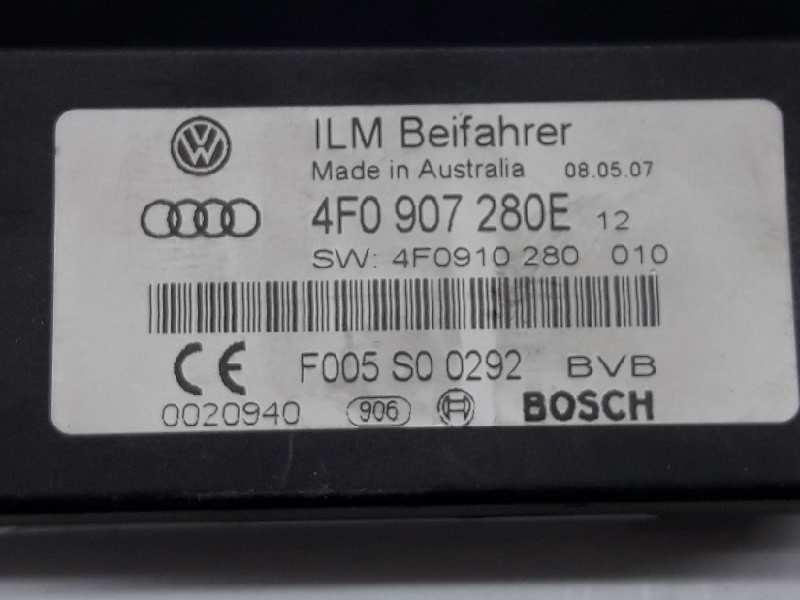 ILM Beifahrer
Made in Australia 08.05.07
4F0 907 280E 12
SW: 4F0910 280 010
CE F005 S0 0292 BVB
0020940 906 BOSCH